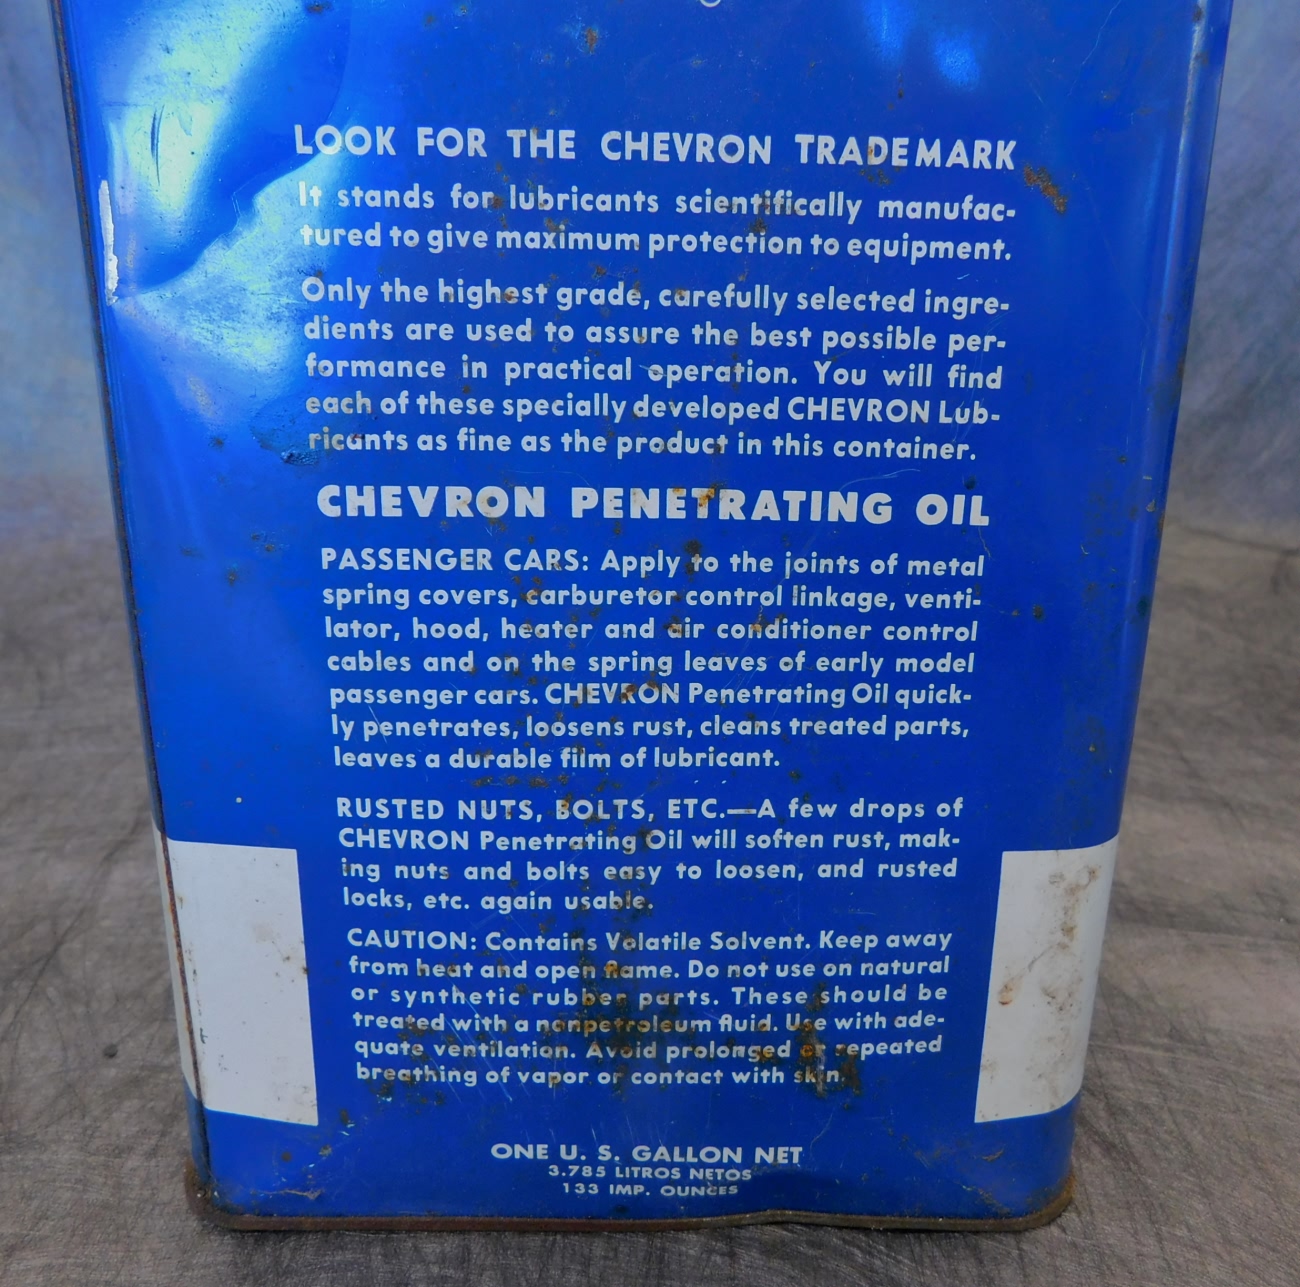 LOOK FOR THE CHEVRON TRADEMARK
It stands for lubricants scientifically manufac-
tured to give maximum protection to equipment.
Only the highest grade, carefully selected ingre-
dients are used to assure the best possible per-
formance in practical operation. You will find
each of these specially developed CHEVRON Lub-
ricants as fine as the product in this container.
CHEVRON PENETRATING OIL
PASSENGER CARS: Apply to the joints of metal
spring covers, carburetor control linkage, venti-
lator, hood, heater and air conditioner control
cables and on the spring leaves of early model
passenger cars. CHEVRON Penetrating Oil quick-
ly penetrates, loosens rust, cleans treated parts,
leaves a durable film of lubricant.
RUSTED NUTS, BOLTS, ETC.—A few drops of
CHEVRON Penetrating Oil will soften rust, mak-
ing nuts and bolts easy to loosen, and rusted
locks, etc. again usable.
CAUTION: Contains Volatile Solvent. Keep away
from heat and open flame. Do not use on natural
or synthetic rubber parts. These should be
treated with a nonpetroleum fluid. Use with ade-
quate ventilation. Avoid prolonged or repeated
breathing of vapor or contact with skin.
ONE U. S. GALLON NET
3.785 LITROS NETOS
133 IMP. OUNCES